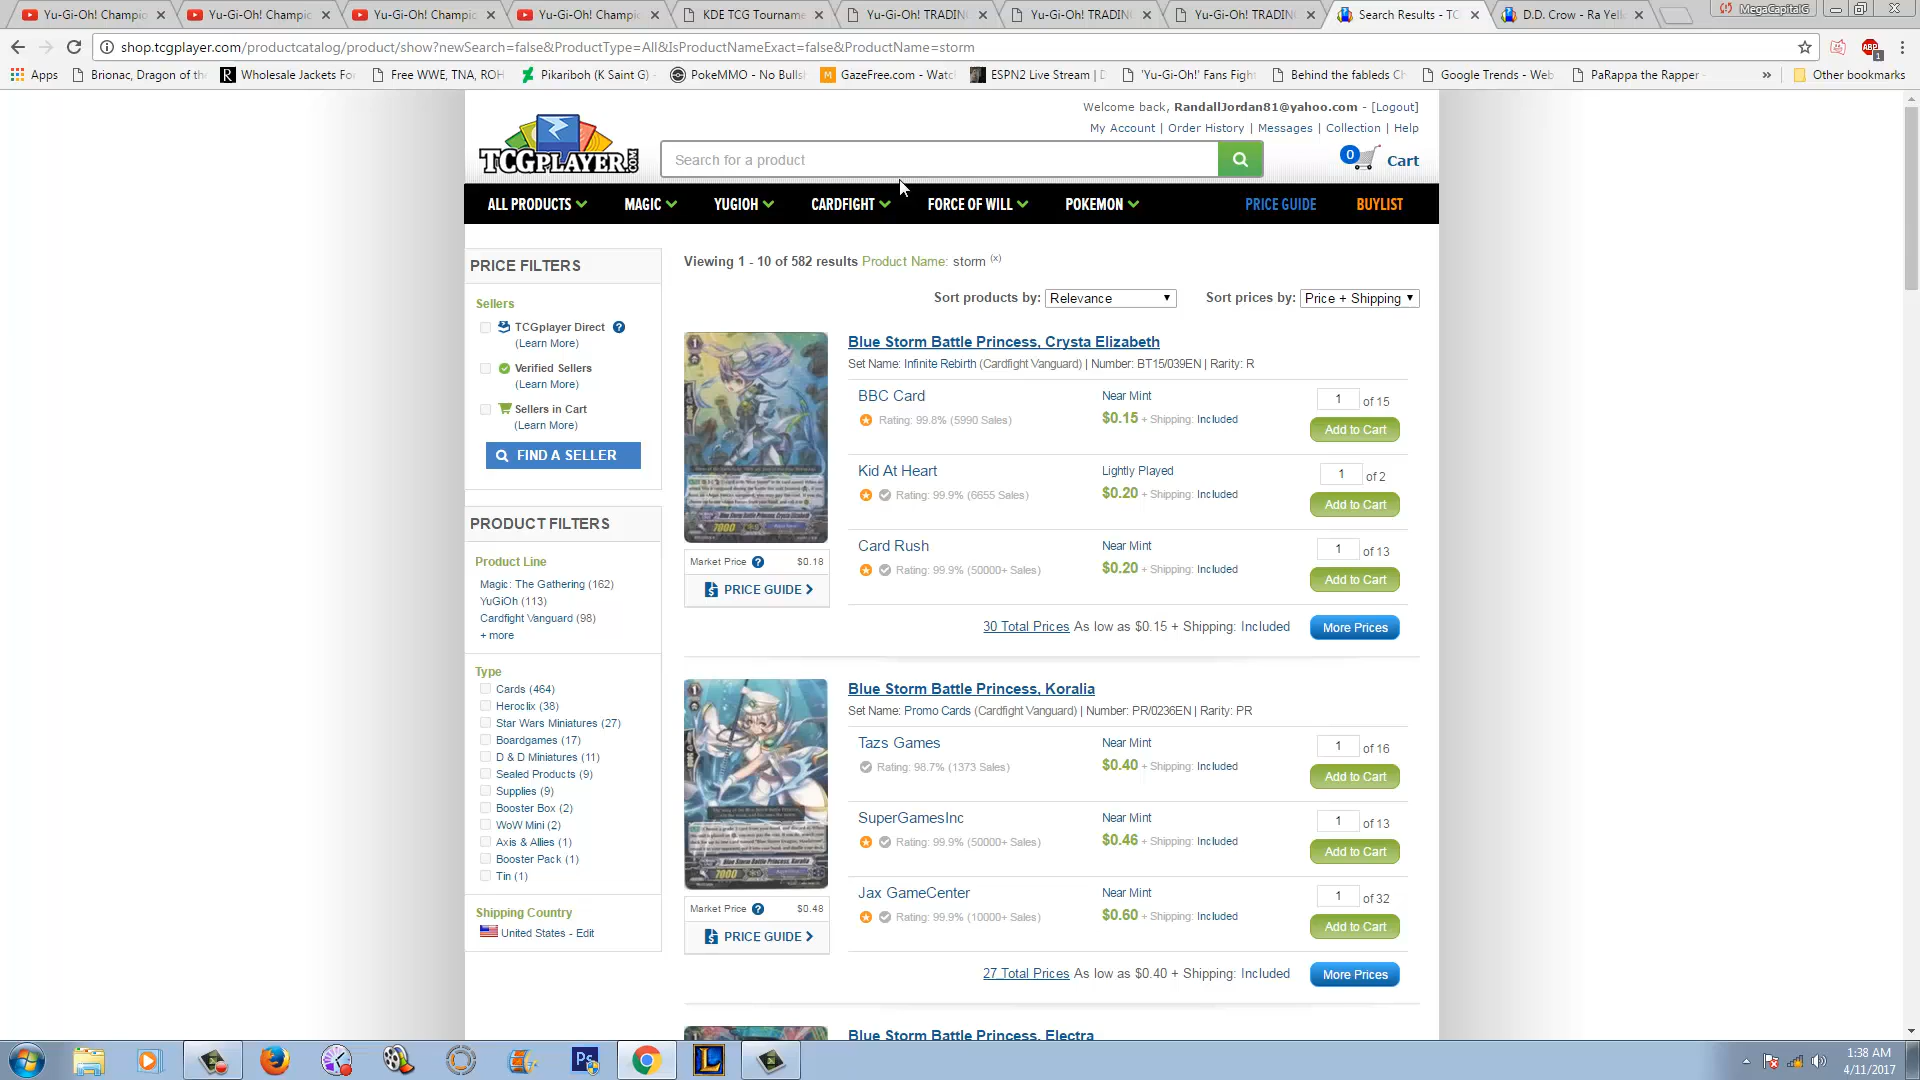 Yu-Gi-Oh! Champic
Yu-Gi-Oh! Champic
Yu-Gi-Oh! Champic
Yu-Gi-Oh! Champic
KDE TCG Tourname
Yu-Gi-Oh! TRADIN
Yu-Gi-Oh! TRADIN
Yu-Gi-Oh! TRADIN
Search Results - TC
D.D. Crow - Ra Yell
MegaCapitalG
shop.tcgplayer.com/productcatalog/product/show?newSearch=false&ProductType=All&IsProductNameExact=false&ProductName=storm
Apps
Brionac, Dragon of th
Wholesale Jackets Fo
Free WWE, TNA, ROH
Pikariboh (K Saint G)
PokeMMO - No Bulls
GazeFree.com - Watc
ESPN2 Live Stream | D
'Yu-Gi-Oh!' Fans Figh
Behind the fableds Ch
Google Trends - Web
PaRappa the Rapper
» Other bookmarks
Welcome back, RandallJordan81@yahoo.com - [Logout]
My Account | Order History | Messages | Collection | Help
TCGPLAYER.COM
Search for a product
0 Cart
ALL PRODUCTS MAGIC YUGIOH CARDFIGHT FORCE OF WILL POKEMON PRICE GUIDE BUYLIST
PRICE FILTERS
Sellers
TCGplayer Direct ?
(Learn More)
Verified Sellers
(Learn More)
Sellers in Cart
(Learn More)
FIND A SELLER
PRODUCT FILTERS
Product Line
Magic: The Gathering (162)
YuGiOh (113)
Cardfight Vanguard (98)
+ more
Type
Cards (464)
Heroclix (38)
Star Wars Miniatures (27)
Boardgames (17)
D & D Miniatures (11)
Sealed Products (9)
Supplies (9)
Booster Box (2)
WoW Mini (2)
Axis & Allies (1)
Booster Pack (1)
Tin (1)
Shipping Country
United States - Edit
Viewing 1 - 10 of 582 results Product Name: storm (x)
Sort products by: Relevance Sort prices by: Price + Shipping
Blue Storm Battle Princess, Crysta Elizabeth
Set Name: Infinite Rebirth (Cardfight Vanguard) | Number: BT15/039EN | Rarity: R
BBC Card Near Mint 1 of 15
Rating: 99.8% (5990 Sales) $0.15 + Shipping: Included Add to Cart
Kid At Heart Lightly Played 1 of 2
Rating: 99.9% (6655 Sales) $0.20 + Shipping: Included Add to Cart
Card Rush Near Mint 1 of 13
Rating: 99.9% (50000+ Sales) $0.20 + Shipping: Included Add to Cart
7000
Market Price ? $0.18
PRICE GUIDE
30 Total Prices As low as $0.15 + Shipping: Included More Prices
Blue Storm Battle Princess, Koralia
Set Name: Promo Cards (Cardfight Vanguard) | Number: PR/0236EN | Rarity: PR
Tazs Games Near Mint 1 of 16
Rating: 98.7% (1373 Sales) $0.40 + Shipping: Included Add to Cart
SuperGamesInc Near Mint 1 of 13
Rating: 99.9% (50000+ Sales) $0.46 + Shipping: Included Add to Cart
Jax GameCenter Near Mint 1 of 32
Rating: 99.9% (10000+ Sales) $0.60 + Shipping: Included Add to Cart
Blue Storm Battle Princess, Koralia
7000
Market Price ? $0.48
PRICE GUIDE
27 Total Prices As low as $0.40 + Shipping: Included More Prices
Blue Storm Battle Princess, Electra
Ps
L
1:38 AM
4/11/2017